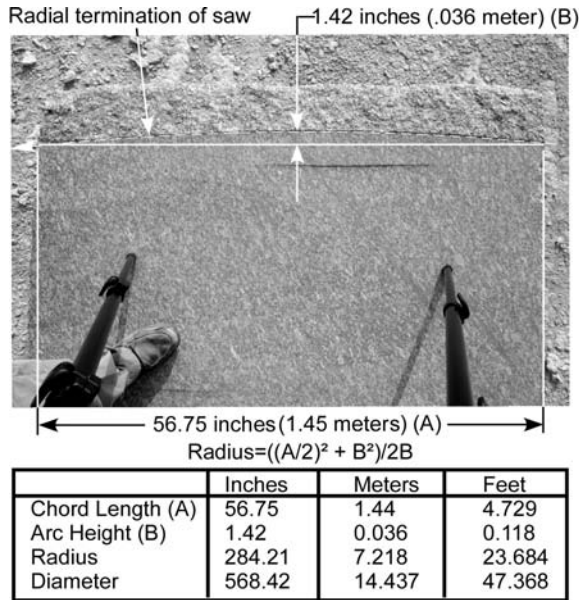 Radial termination of saw
1.42 inches (.036 meter) (B)
56.75 inches (1.45 meters) (A)
Radius=((A/2)² + B²)/2B
Inches Meters Feet
Chord Length (A) 56.75 1.44 4.729
Arc Height (B) 1.42 0.036 0.118
Radius 284.21 7.218 23.684
Diameter 568.42 14.437 47.368